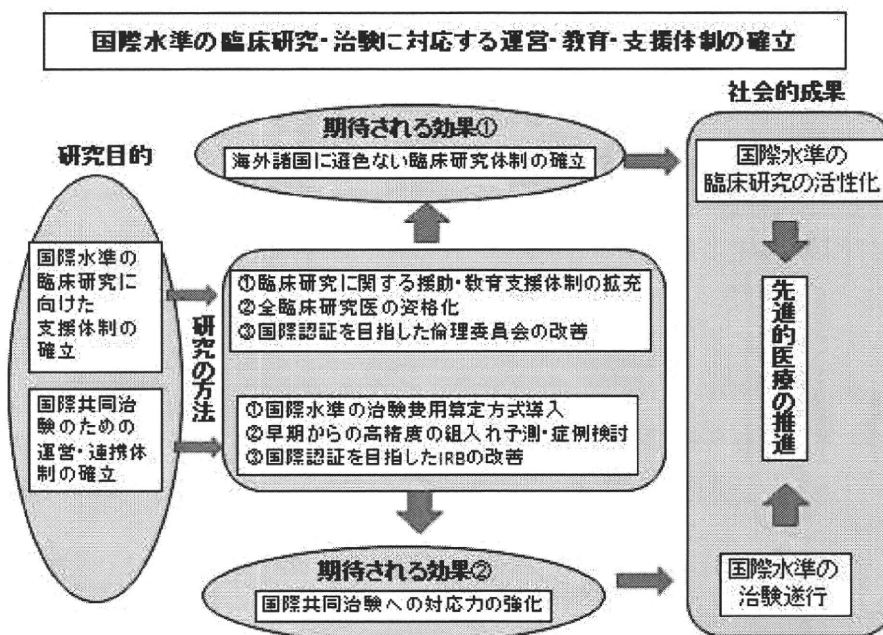 国際水準の臨床研究・治験に対応する運営・教育・支援体制の確立
研究目的
国際水準の
臨床研究に
向けた
支援体制の
確立
国際共同治
験のための
運営・連携体
制の確立
研究の方法
期待される効果①
海外諸国に遜色ない臨床研究体制の確立
①臨床研究に関する援助・教育支援体制の拡充
②全臨床研究医の資格化
③国際認証を目指した倫理委員会の改善
①国際水準の治験費用算定方式導入
②早期からの高精度の組入れ予測・症例検討
③国際認証を目指したIRBの改善
期待される効果②
国際共同治験への対応力の強化
社会的成果
国際水準の
臨床研究の活性化
先進的医療の推進
国際水準の
治験遂行